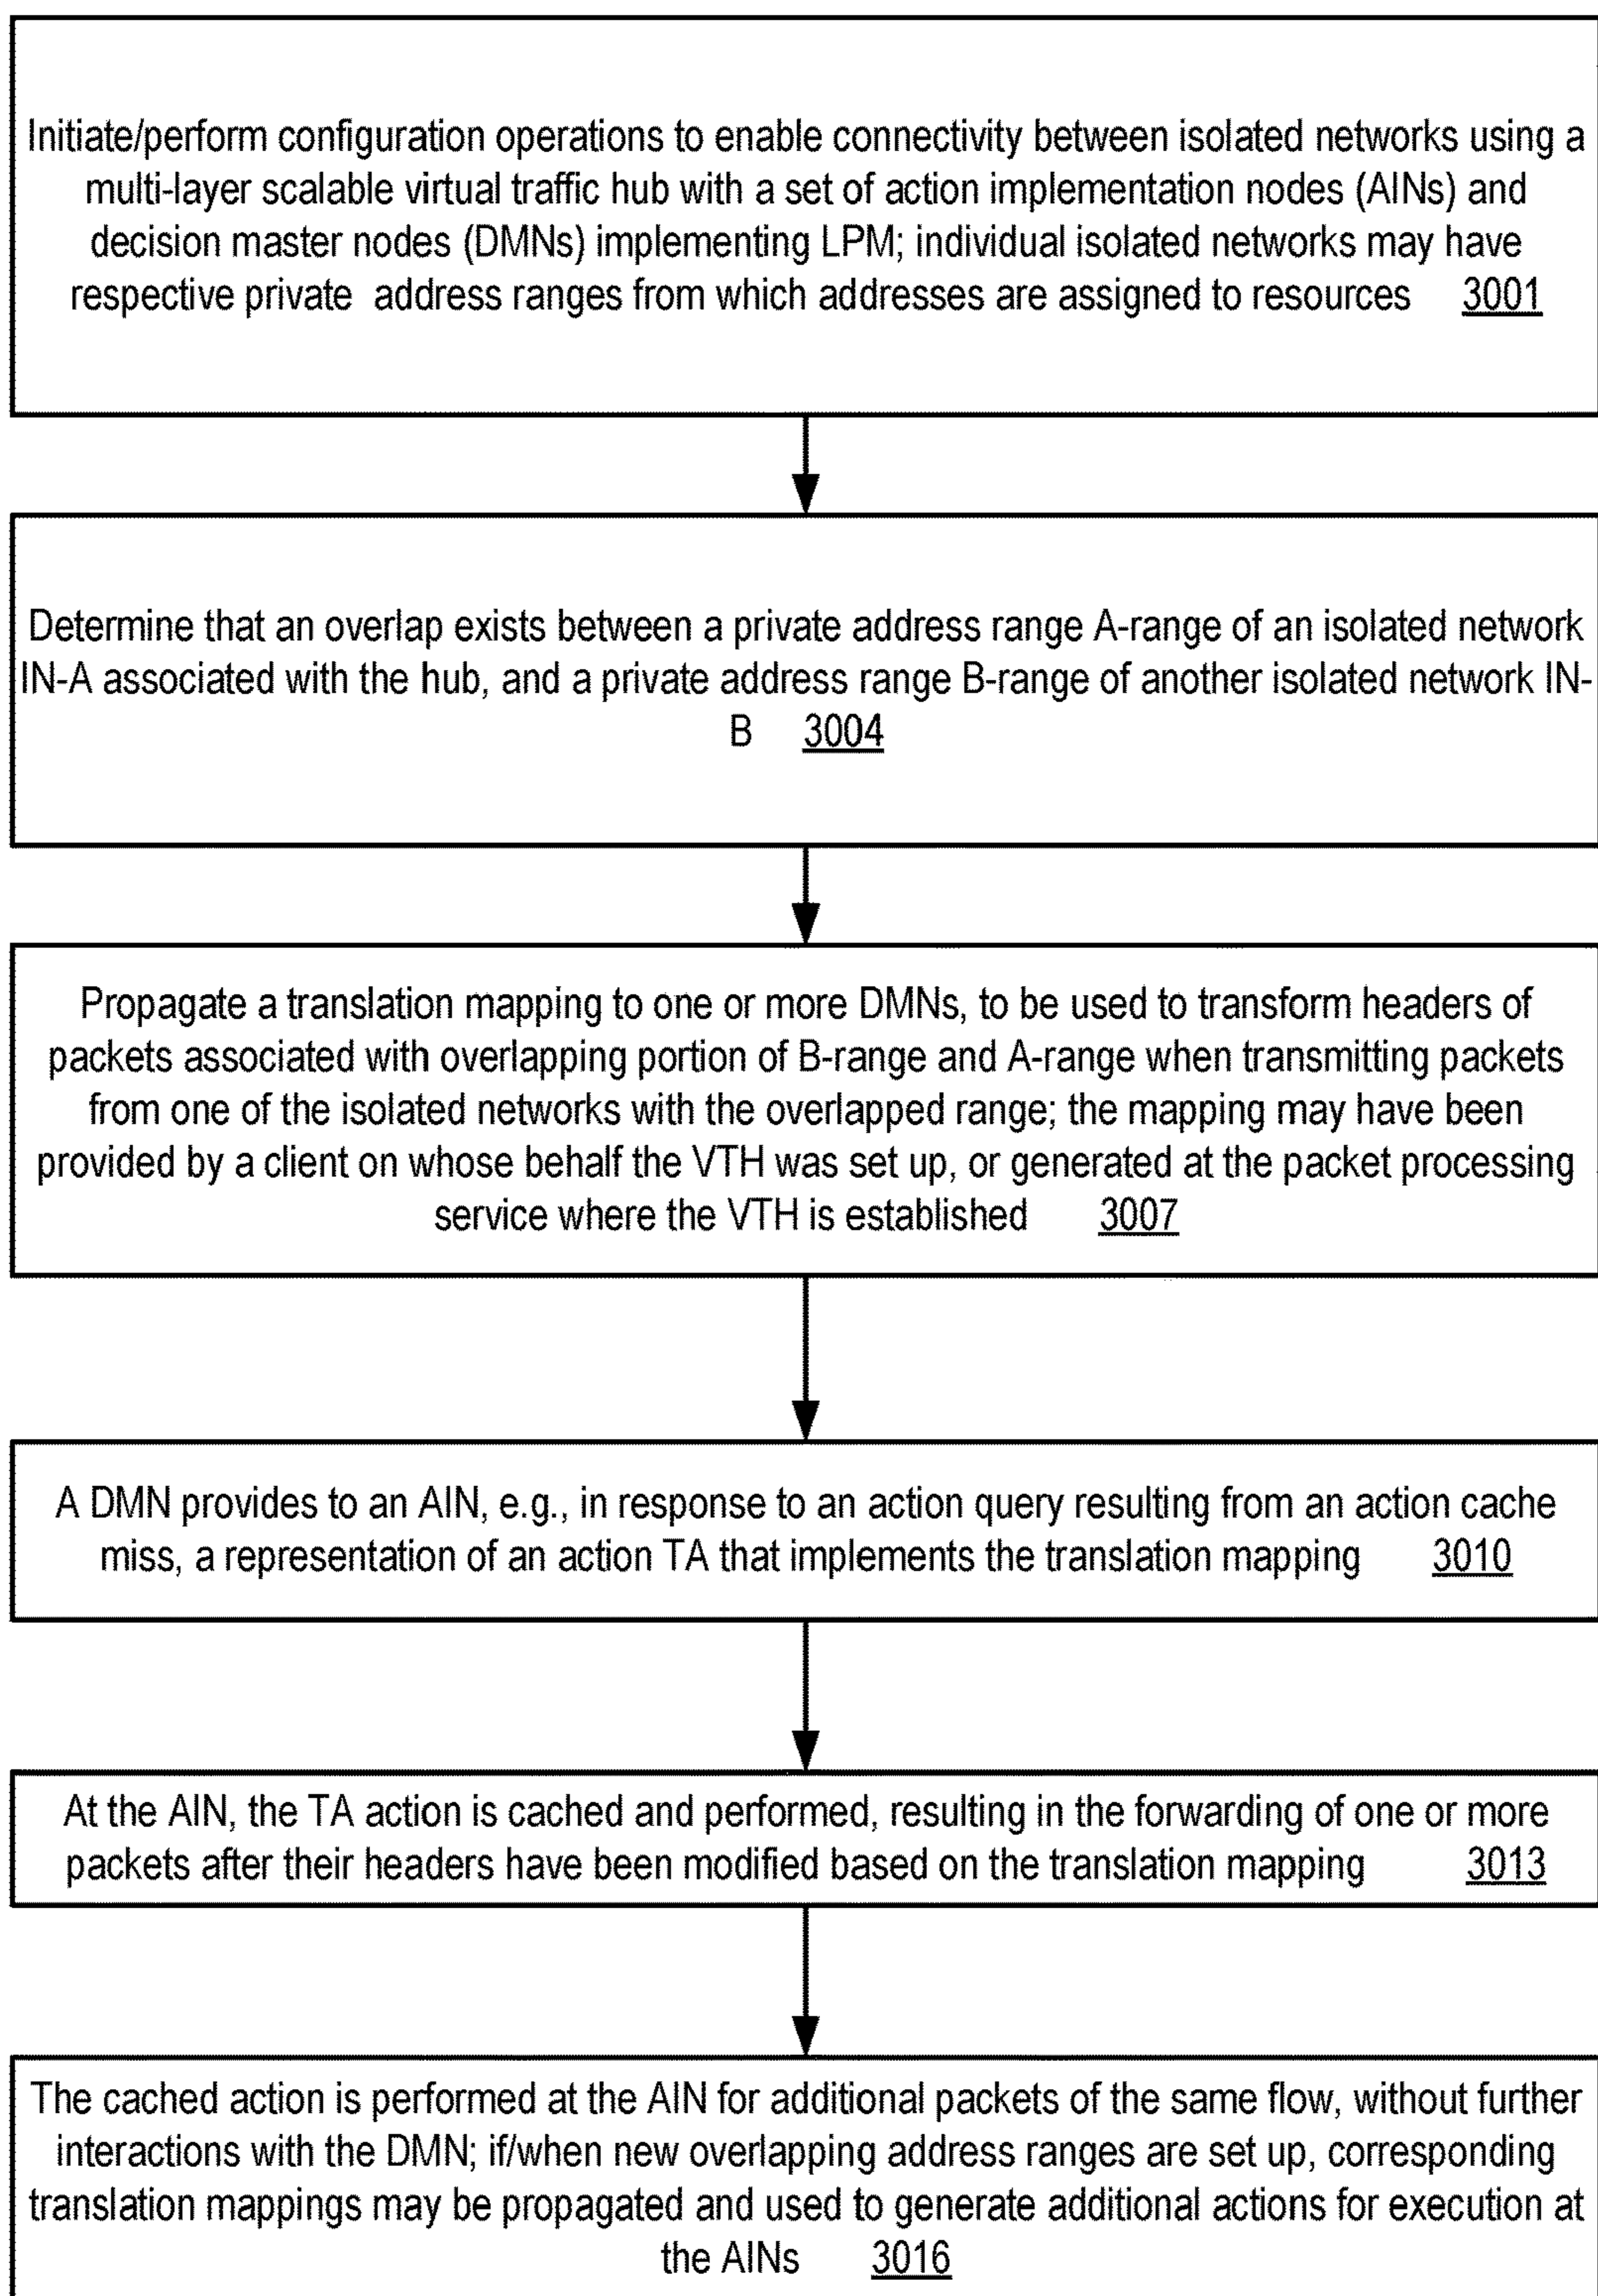 Initiate/perform configuration operations to enable connectivity between isolated networks using a
multi-layer scalable virtual traffic hub with a set of action implementation nodes (AINs) and
decision master nodes (DMNs) implementing LPM; individual isolated networks may have
respective private address ranges from which addresses are assigned to resources 3001
Determine that an overlap exists between a private address range A-range of an isolated network
IN-A associated with the hub, and a private address range B-range of another isolated network IN-
B 3004
Propagate a translation mapping to one or more DMNs, to be used to transform headers of
packets associated with overlapping portion of B-range and A-range when transmitting packets
from one of the isolated networks with the overlapped range; the mapping may have been
provided by a client on whose behalf the VTH was set up, or generated at the packet processing
service where the VTH is established 3007
A DMN provides to an AIN, e.g., in response to an action query resulting from an action cache
miss, a representation of an action TA that implements the translation mapping 3010
At the AIN, the TA action is cached and performed, resulting in the forwarding of one or more
packets after their headers have been modified based on the translation mapping 3013
The cached action is performed at the AIN for additional packets of the same flow, without further
interactions with the DMN; if/when new overlapping address ranges are set up, corresponding
translation mappings may be propagated and used to generate additional actions for execution at
the AINs 3016